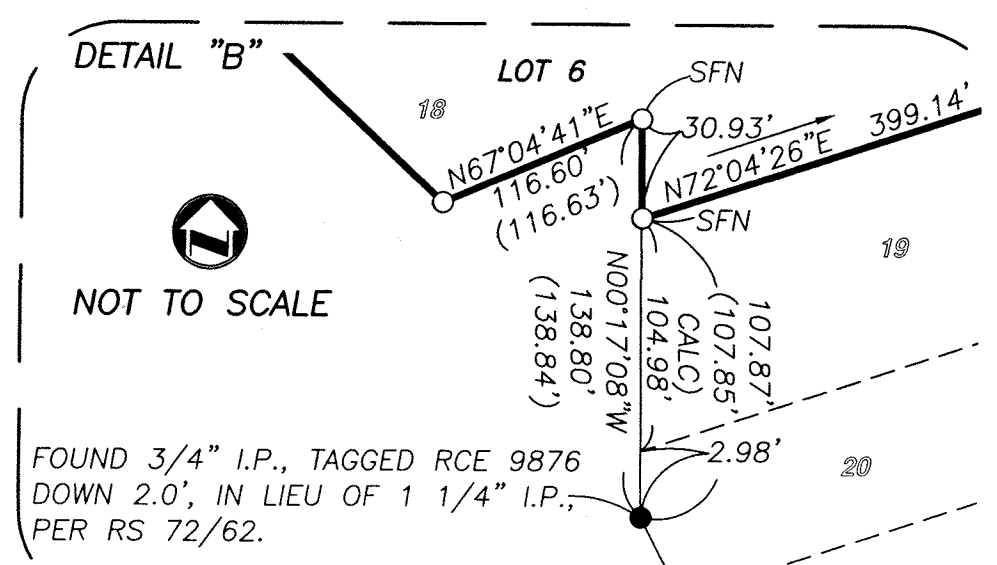 DETAIL "B"
LOT 6
SFN
18
N67°04'41"E
116.60'
(116.63')
30.93'
N72°04'26"E 399.14'
SFN
19
NOT TO SCALE
N00°17'08"W
138.80'
(138.84')
107.87'
(107.85'
CALC)
104.98'
2.98'
20
FOUND 3/4" I.P., TAGGED RCE 9876
DOWN 2.0', IN LIEU OF 1 1/4" I.P.,
PER RS 72/62.